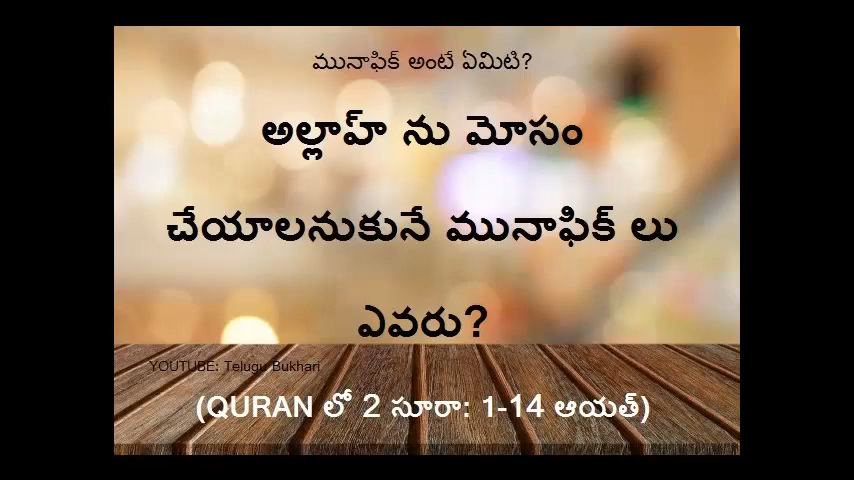 మునాఫిక్ అంటే ఏమిటి?
అల్లాహ్ ను మోసం
చేయాలనుకునే మునాఫిక్ లు
ఎవరు?
YOUTUBE: Telugu Bukhari
(QURAN లో 2 సూరా: 1-14 ఆయత్)